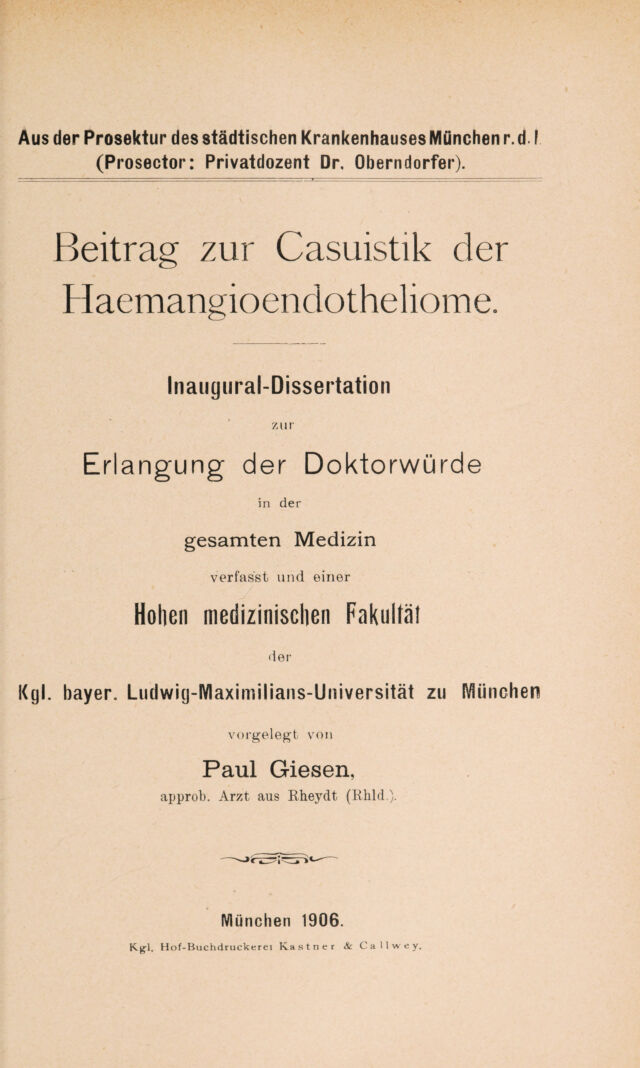 Aus der Prosektur des städtischen Krankenhauses München r. d. I
(Prosector: Privatdozent Dr. Oberndorfer).
Beitrag zur Casuistik der
Haemangioendotheliome.
Inaugural-Dissertation
zur
Erlangung der Doktorwürde
in der
gesamten Medizin
verfasst und einer
Hohen medizinischen Fakultät
der
Kgl. bayer. Ludwig-Maximilians-Universität zu München
vorgelegt von
Paul Giesen,
approb. Arzt aus Rheydt (Rhld.).
München 1906.
Kgl. Hof-Buchdruckerei Kastner & Callwey.